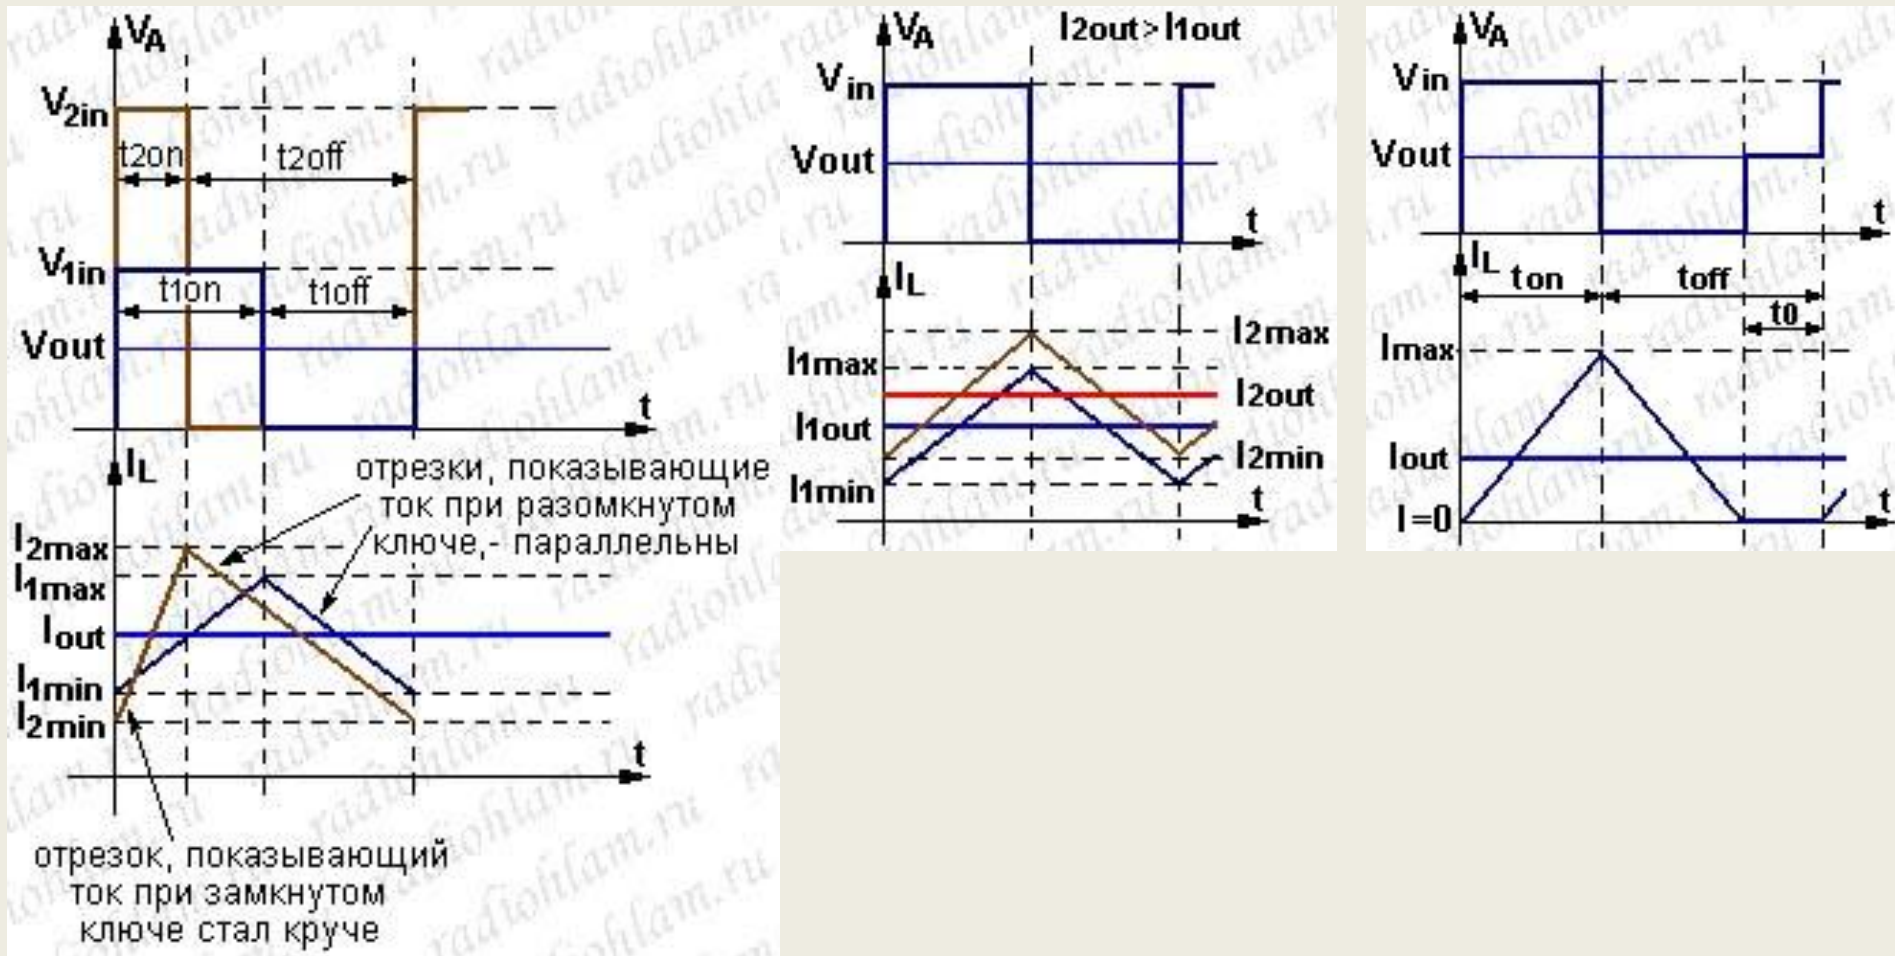 VA
V2in
t2on
t2off
V1in
t1on
t1off
Vout
t
IL
отрезки, показывающие
ток при разомкнутом
ключе,- параллельны
I2max
I1max
Iout
I1min
I2min
t
отрезок, показывающий
ток при замкнутом
ключе стал круче
VA
I2out>I1out
Vin
Vout
t
IL
I2max
I1max
I2out
I1out
I2min
I1min
t
VA
Vin
Vout
t
IL
ton
toff
t0
Imax
Iout
I=0
t
radiohlam.ru